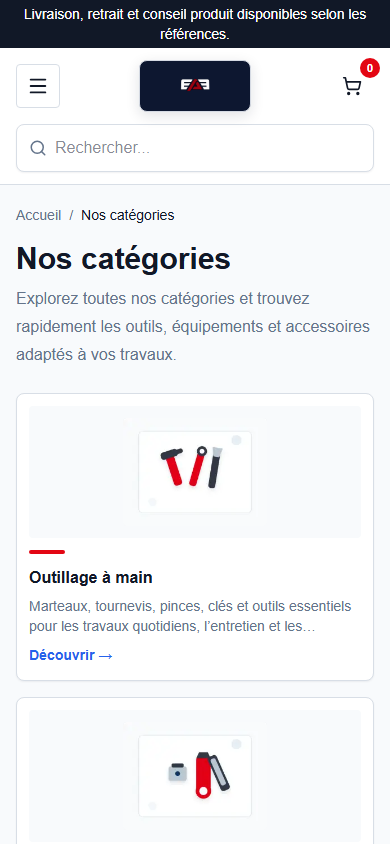 Livraison, retrait et conseil produit disponibles selon les
références.
0
Rechercher...
Accueil / Nos catégories
Nos catégories
Explorez toutes nos catégories et trouvez
rapidement les outils, équipements et accessoires
adaptés à vos travaux.
Outillage à main
Marteaux, tournevis, pinces, clés et outils essentiels
pour les travaux quotidiens, l’entretien et les…
Découvrir →